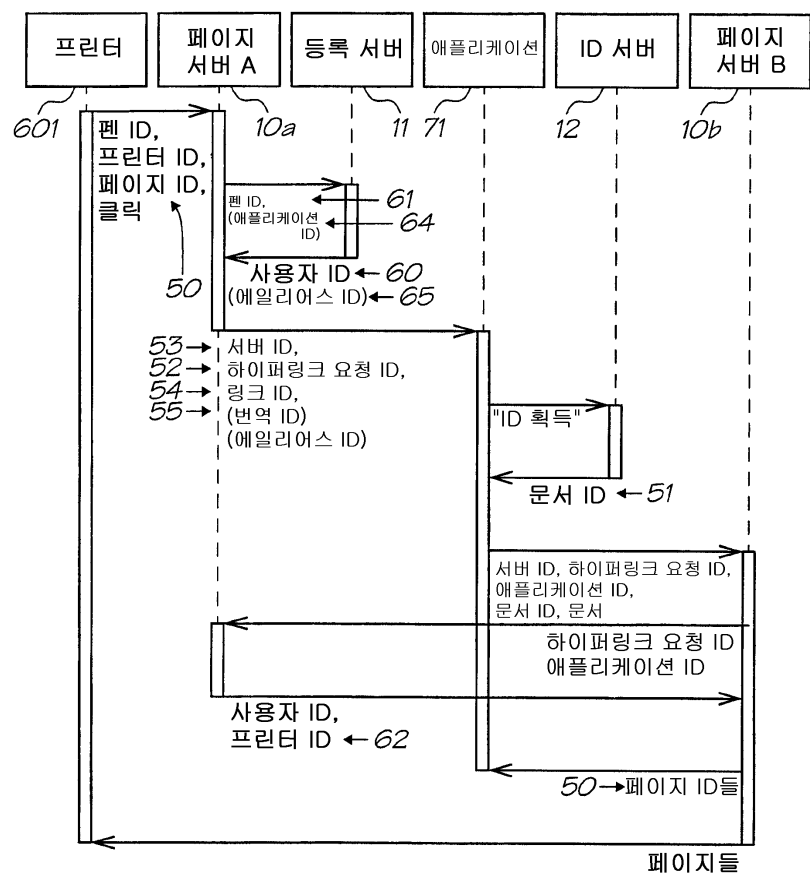 프린터
페이지
서버 A
등록 서버
애플리케이션
ID 서버
페이지
서버 B
601
10a
11
71
12
10b
펜 ID,
프린터 ID,
페이지 ID,
클릭
50
펜 ID,
(애플리케이션
ID)
61
64
사용자 ID
60
(에일리어스 ID)
65
53
서버 ID,
52
하이퍼링크 요청 ID,
54
링크 ID,
55
(번역 ID)
(에일리어스 ID)
"ID 획득"
문서 ID
51
서버 ID, 하이퍼링크 요청 ID,
애플리케이션 ID,
문서 ID, 문서
하이퍼링크 요청 ID
애플리케이션 ID
사용자 ID,
프린터 ID
62
50
페이지 ID들
페이지들